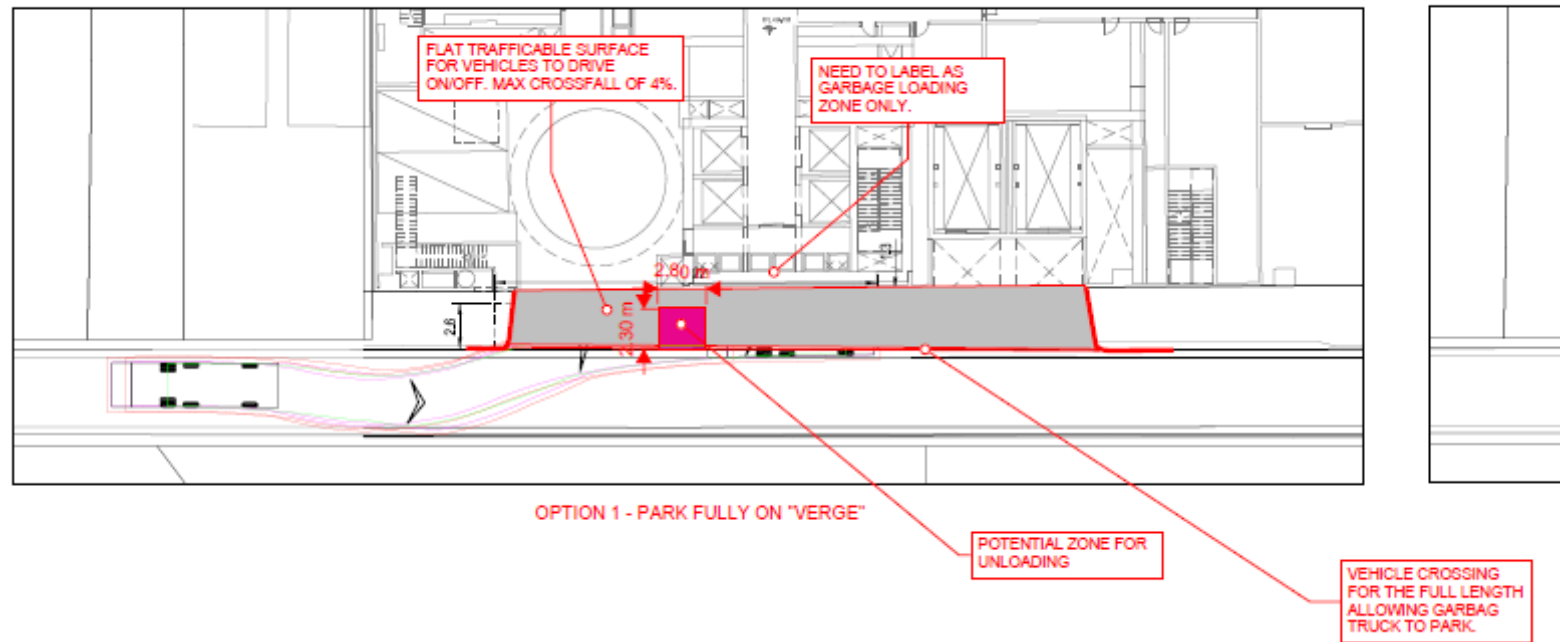 FLAT TRAFFICABLE SURFACE
FOR VEHICLES TO DRIVE
ON/OFF. MAX CROSSFALL OF 4%.
NEED TO LABEL AS
GARBAGE LOADING
ZONE ONLY.
2.80 m
2.30 m
2.6
OPTION 1 - PARK FULLY ON "VERGE"
POTENTIAL ZONE FOR
UNLOADING
VEHICLE CROSSING
FOR THE FULL LENGTH
ALLOWING GARBAG
TRUCK TO PARK.